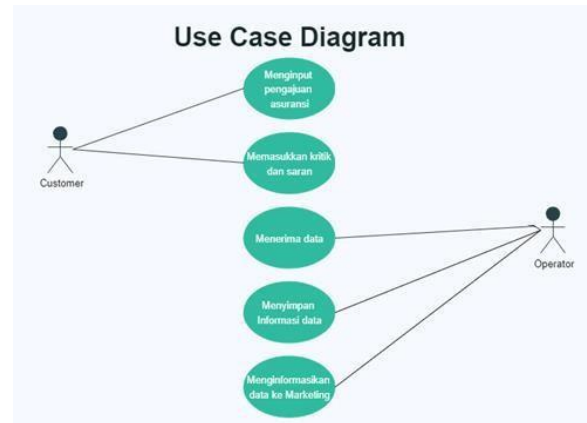 Use Case Diagram
Menginput
pengajuan
asuransi
Memasukkan kritik
dan saran
Customer
Menerima data
Operator
Menyimpan
Informasi data
Menginformasikan
data ke Marketing